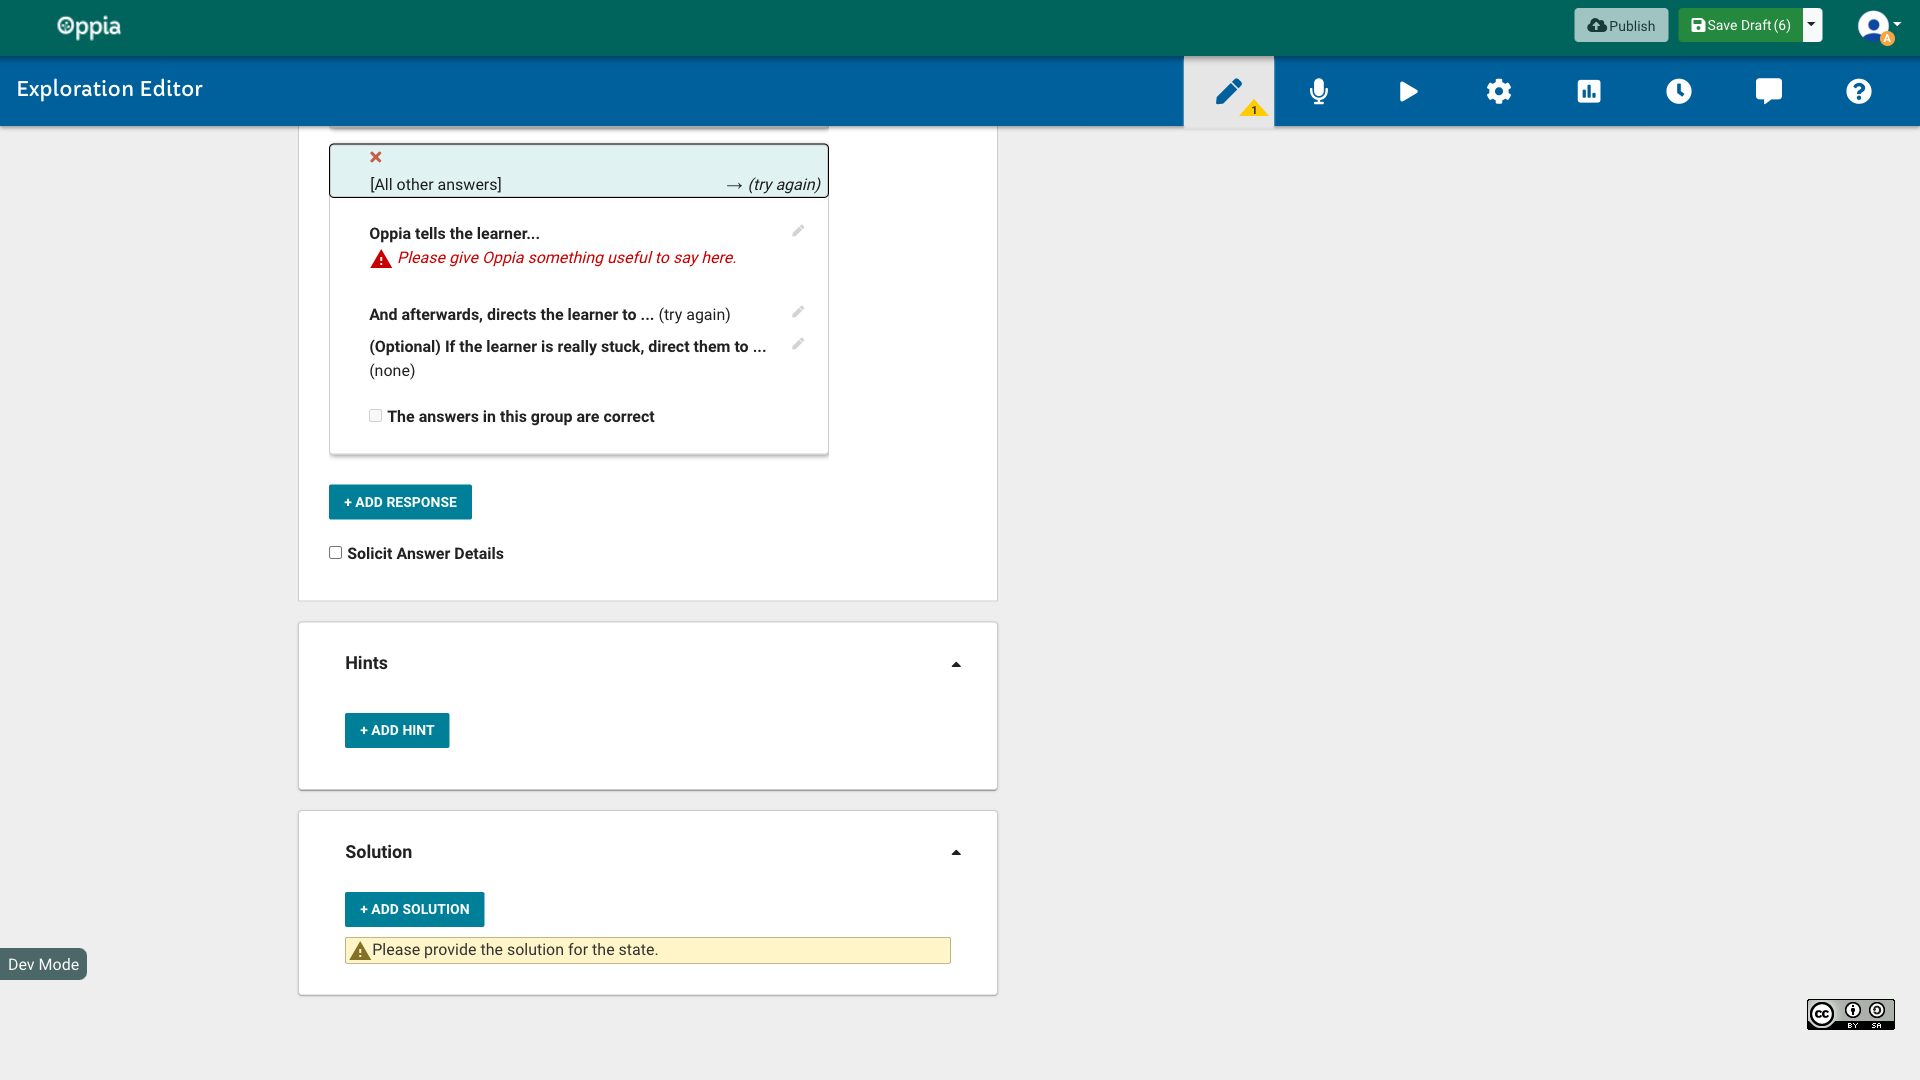 Oppia
Publish
Save Draft (6)
A
Exploration Editor
1
[All other answers] → (try again)
Oppia tells the learner...
Please give Oppia something useful to say here.
And afterwards, directs the learner to ... (try again)
(Optional) If the learner is really stuck, direct them to ...
(none)
The answers in this group are correct
+ ADD RESPONSE
Solicit Answer Details
Hints
+ ADD HINT
Solution
+ ADD SOLUTION
Please provide the solution for the state.
Dev Mode
cc
BY SA